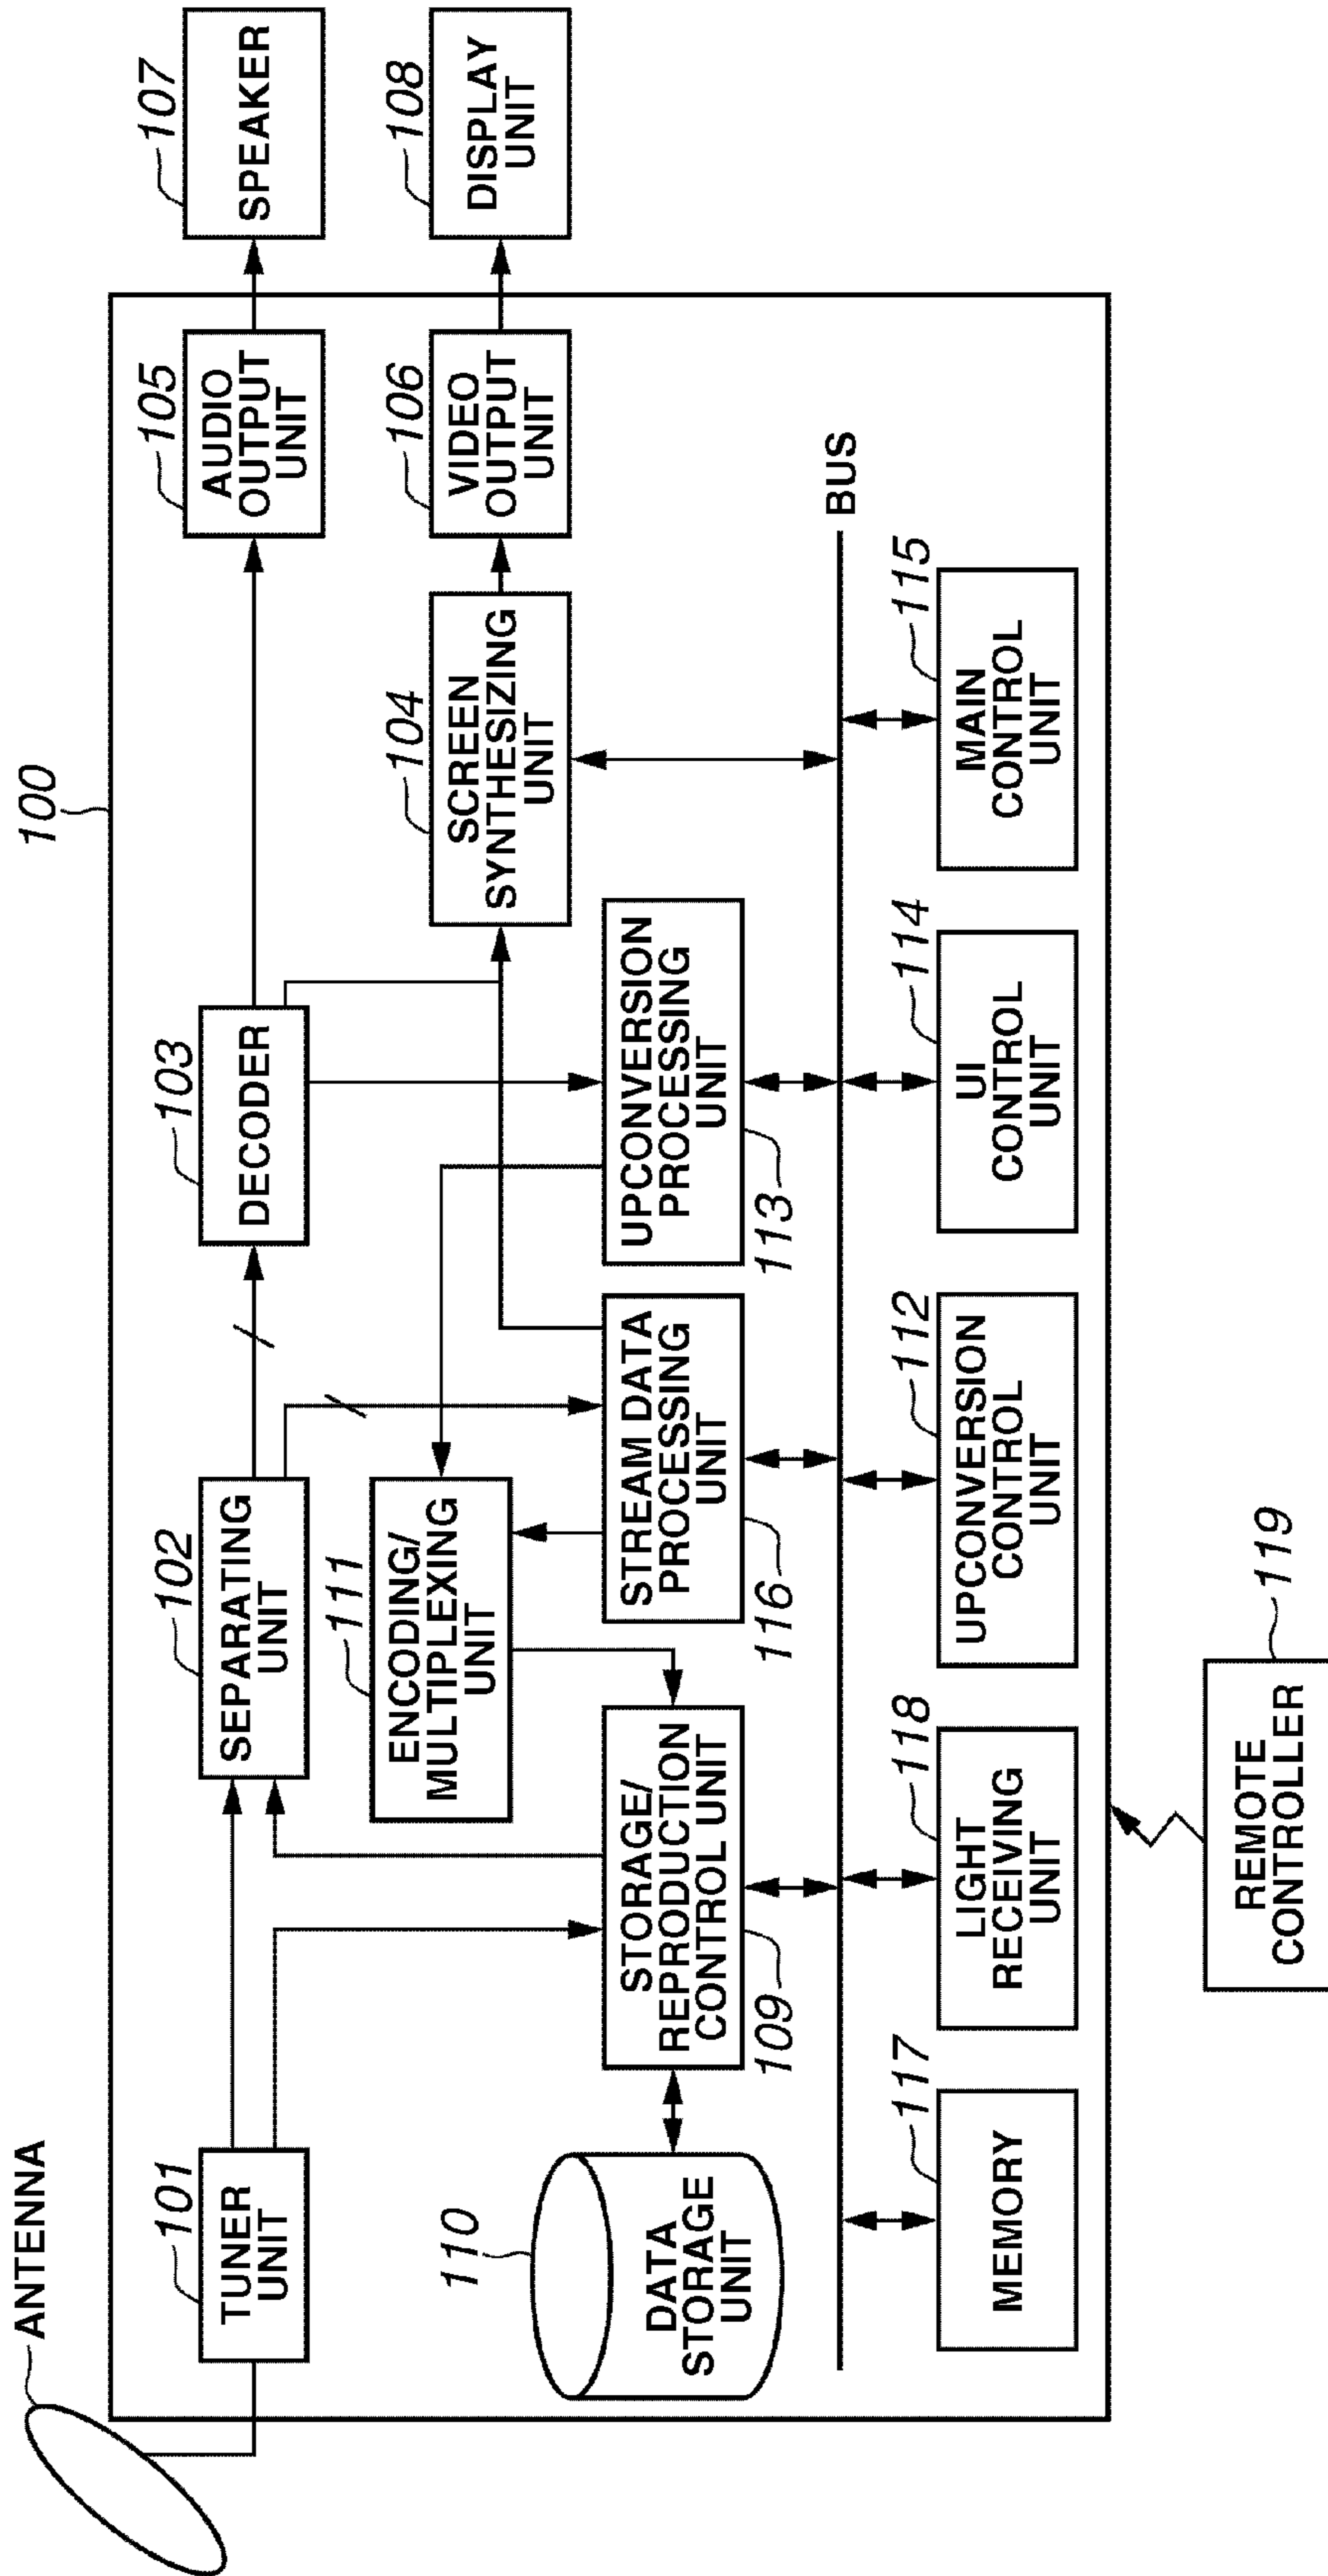 ANTENNA
100
101
TUNER
UNIT
102
SEPARATING
UNIT
103
DECODER
105
AUDIO
OUTPUT
UNIT
107
SPEAKER
104
SCREEN
SYNTHESIZING
UNIT
106
VIDEO
OUTPUT
UNIT
108
DISPLAY
UNIT
111
ENCODING/
MULTIPLEXING
UNIT
110
DATA
STORAGE
UNIT
STORAGE/
REPRODUCTION
CONTROL UNIT
109
STREAM DATA
PROCESSING
UNIT
116
UPCONVERSION
PROCESSING
UNIT
113
BUS
117
MEMORY
118
LIGHT
RECEIVING
UNIT
112
UPCONVERSION
CONTROL
UNIT
114
UI
CONTROL
UNIT
115
MAIN
CONTROL
UNIT
119
REMOTE
CONTROLLER